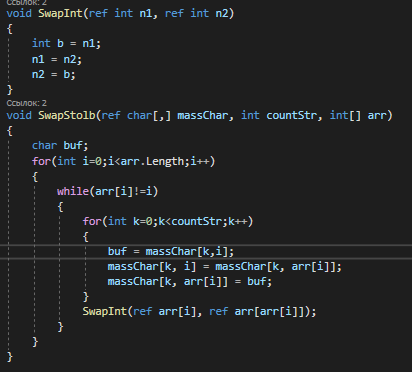 Ссылок: 2
void SwapInt(ref int n1, ref int n2)
{
int b = n1;
n1 = n2;
n2 = b;
}
Ссылок: 2
void SwapStolb(ref char[,] massChar, int countStr, int[] arr)
{
char buf;
for(int i=0;i<arr.Length;i++)
{
while(arr[i]!=i)
{
for(int k=0;k<countStr;k++)
{
buf = massChar[k,i];
massChar[k, i] = massChar[k, arr[i]];
massChar[k, arr[i]] = buf;
}
SwapInt(ref arr[i], ref arr[arr[i]]);
}
}
}